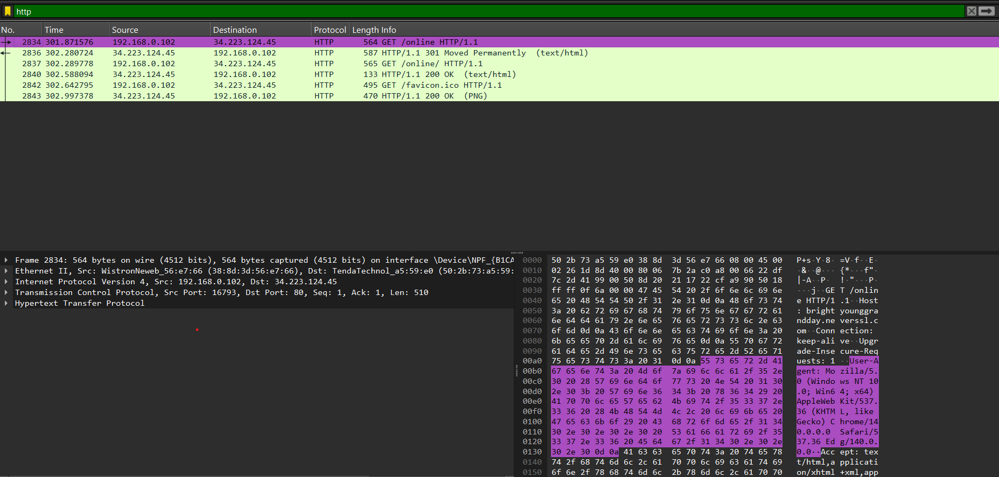 http
No. Time Source Destination Protocol Length Info
2834 301.871576 192.168.0.102 34.223.124.45 HTTP 564 GET /online HTTP/1.1
2836 302.280724 34.223.124.45 192.168.0.102 HTTP 587 HTTP/1.1 301 Moved Permanently (text/html)
2837 302.289778 192.168.0.102 34.223.124.45 HTTP 565 GET /online/ HTTP/1.1
2840 302.588094 34.223.124.45 192.168.0.102 HTTP 133 HTTP/1.1 200 OK (text/html)
2842 302.642795 192.168.0.102 34.223.124.45 HTTP 495 GET /favicon.ico HTTP/1.1
2843 302.997378 34.223.124.45 192.168.0.102 HTTP 470 HTTP/1.1 200 OK (PNG)
Frame 2834: 564 bytes on wire (4512 bits), 564 bytes captured (4512 bits) on interface \Device\NPF_{B1CA
Ethernet II, Src: WistronNeweb_56:e7:66 (38:8d:3d:56:e7:66), Dst: TendaTechnol_a5:59:e0 (50:2b:73:a5:59:
Internet Protocol Version 4, Src: 192.168.0.102, Dst: 34.223.124.45
Transmission Control Protocol, Src Port: 16793, Dst Port: 80, Seq: 1, Ack: 1, Len: 510
Hypertext Transfer Protocol
0000 50 2b 73 a5 59 e0 38 8d 3d 56 e7 66 08 00 45 00 P+s·Y·8· =V·f··E·
0010 02 26 1d 8d 40 00 80 06 7b 2a c0 a8 00 66 22 df ·&··@··· {*···f"·
0020 7c 2d 41 99 00 50 8d 20 21 17 22 cf a9 90 50 18 |-A··P·  !·"···P·
0030 ff ff 0f 6a 00 00 47 45 54 20 2f 6f 6e 6c 69 6e ···j··GE T /onlin
0040 65 20 48 54 54 50 2f 31 2e 31 0d 0a 48 6f 73 74 e HTTP/1 .1··Host
0050 3a 20 62 72 69 67 68 74 79 6f 75 6e 67 67 72 61 : bright younggra
0060 6e 64 64 61 79 2e 6e 65 76 65 72 73 73 6c 2e 63 ndday.ne verssl.c
0070 6f 6d 0d 0a 43 6f 6e 6e 65 63 74 69 6f 6e 3a 20 om··Conn ection:
0080 6b 65 65 70 2d 61 6c 69 76 65 0d 0a 55 70 67 72 keep-ali ve··Upgr
0090 61 64 65 2d 49 6e 73 65 63 75 72 65 2d 52 65 71 ade-Inse cure-Req
00a0 75 65 73 74 73 3a 20 31 0d 0a 55 73 65 72 2d 41 uests: 1 ··User-A
00b0 67 65 6e 74 3a 20 4d 6f 7a 69 6c 6c 61 2f 35 2e gent: Mo zilla/5.
00c0 30 20 28 57 69 6e 64 6f 77 73 20 4e 54 20 31 30 0 (Windo ws NT 10
00d0 2e 30 3b 20 57 69 6e 36 34 3b 20 78 36 34 29 20 .0; Win6 4; x64)
00e0 41 70 70 6c 65 57 65 62 4b 69 74 2f 35 33 37 2e AppleWeb Kit/537.
00f0 33 36 20 28 4b 48 54 4d 4c 2c 20 6c 69 6b 65 20 36 (KHTM L, like
0100 47 65 63 6b 6f 29 20 43 68 72 6f 6d 65 2f 31 34 Gecko) C hrome/14
0110 30 2e 30 2e 30 2e 30 20 53 61 66 61 72 69 2f 35 0.0.0.0 Safari/5
0120 33 37 2e 33 36 20 45 64 67 2f 31 34 30 2e 30 2e 37.36 Ed g/140.0.
0130 30 2e 30 0d 0a 41 63 63 65 70 74 3a 20 74 65 78 0.0··Acc ept: tex
0140 74 2f 68 74 6d 6c 2c 61 70 70 6c 69 63 61 74 69 t/html,a pplicati
0150 6f 6e 2f 78 68 74 6d 6c 2b 78 6d 6c 2c 61 70 70 on/xhtml +xml,app